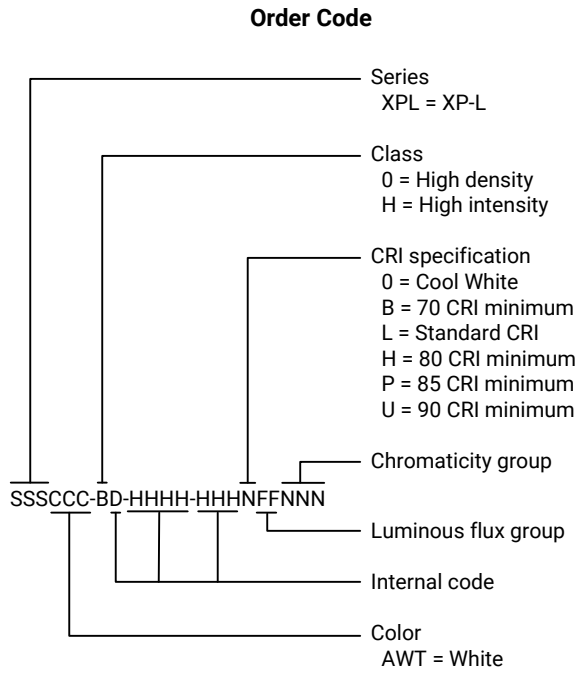 Order Code
Series
XPL = XP-L
Class
0 = High density
H = High intensity
CRI specification
0 = Cool White
B = 70 CRI minimum
L = Standard CRI
H = 80 CRI minimum
P = 85 CRI minimum
U = 90 CRI minimum
Chromaticity group
SSSCCC-BD-HHHH-HHHNFFNNN
Luminous flux group
Internal code
Color
AWT = White